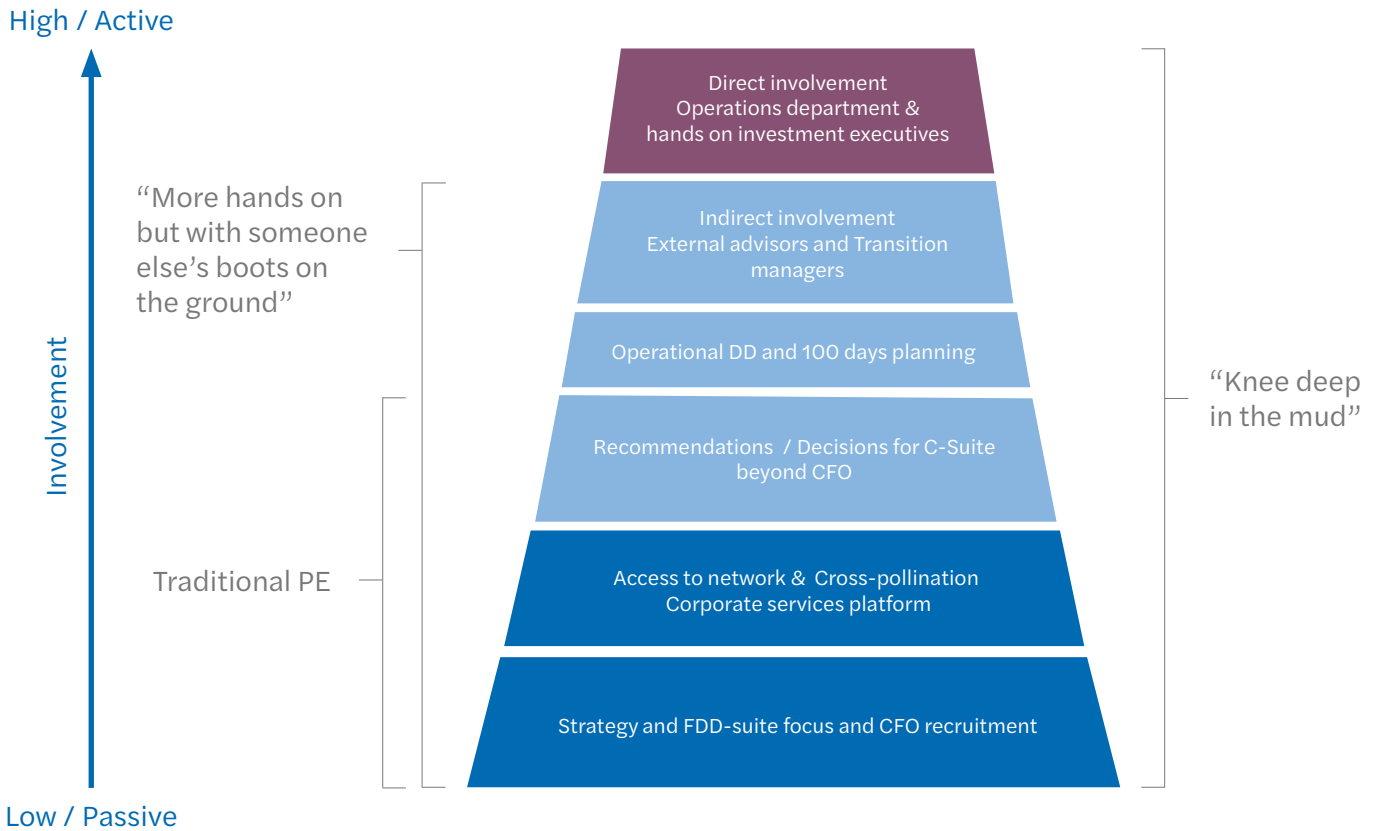 High / Active
Direct involvement
Operations department &
hands on investment executives
“More hands on
but with someone
else’s boots on
the ground”
Indirect involvement
External advisors and Transition
managers
Involvement
Operational DD and 100 days planning
“Knee deep
in the mud”
Recommendations / Decisions for C-Suite
beyond CFO
Traditional PE
Access to network & Cross-pollination
Corporate services platform
Strategy and FDD-suite focus and CFO recruitment
Low / Passive